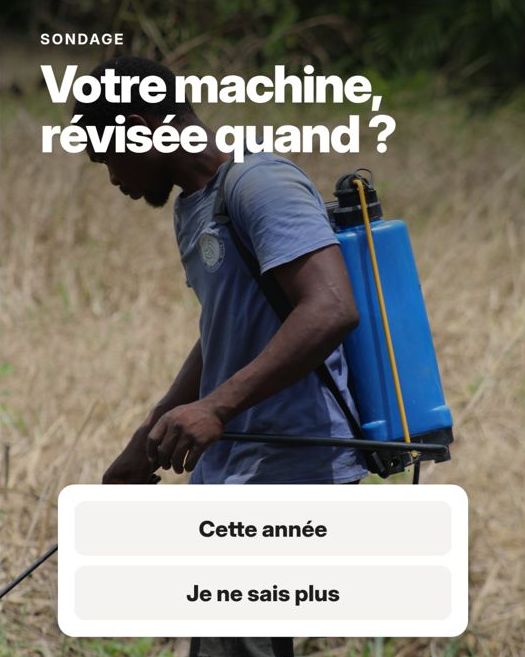 SONDAGE
Votre machine,
révisée quand ?
Cette année
Je ne sais plus